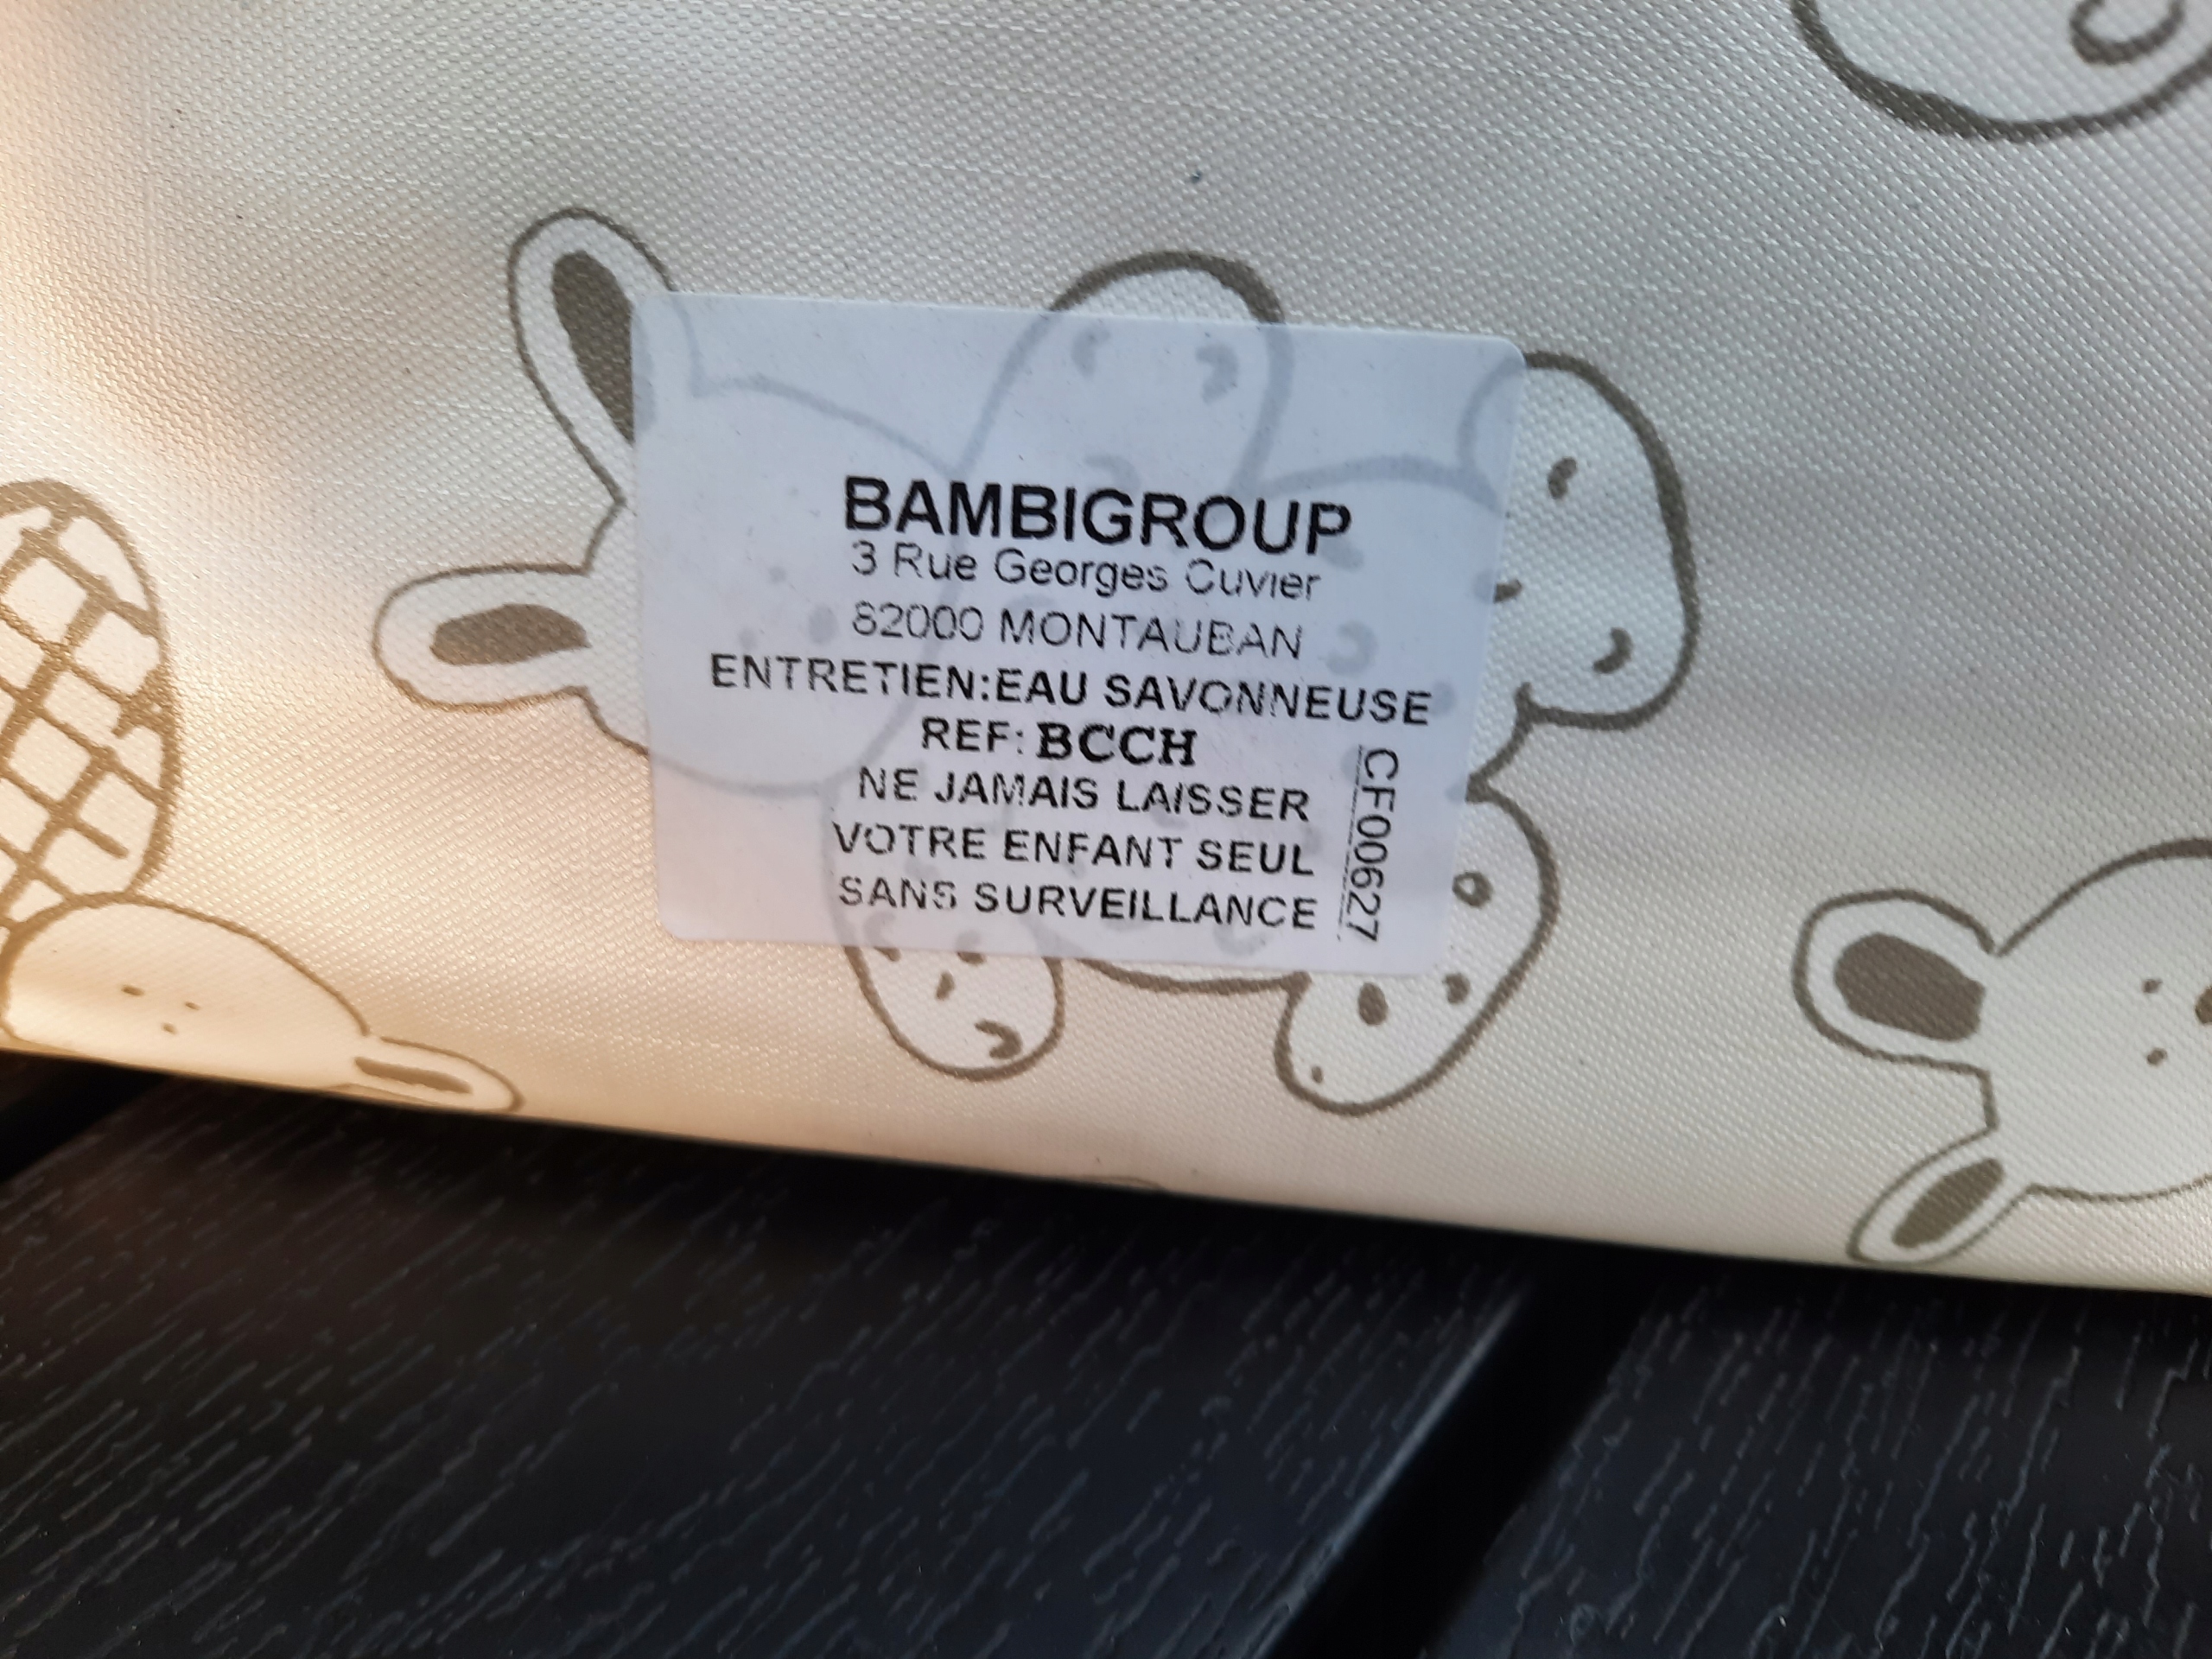 BAMBIGROUP
3 Rue Georges Cuvier
82000 MONTAUBAN
ENTRETIEN:EAU SAVONNEUSE
REF: BCCH
NE JAMAIS LAISSER
VOTRE ENFANT SEUL
SANS SURVEILLANCE
CF00627